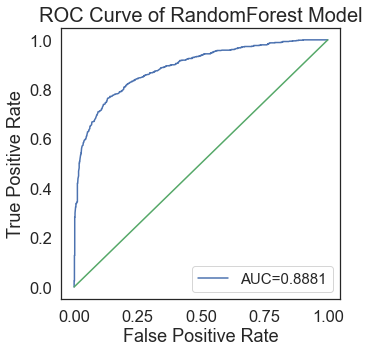 ROC Curve of RandomForest Model
1.0
0.8
0.6
0.4
0.2
0.0
True Positive Rate
AUC=0.8881
0.00 0.25 0.50 0.75 1.00
False Positive Rate